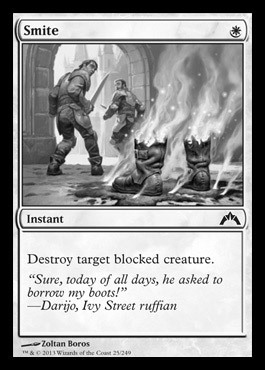 Smite
Instant
Destroy target blocked creature.
“Sure, today of all days, he asked to
borrow my boots!”
—Darijo, Ivy Street ruffian
Zoltan Boros
™ & © 2013 Wizards of the Coast 25/249